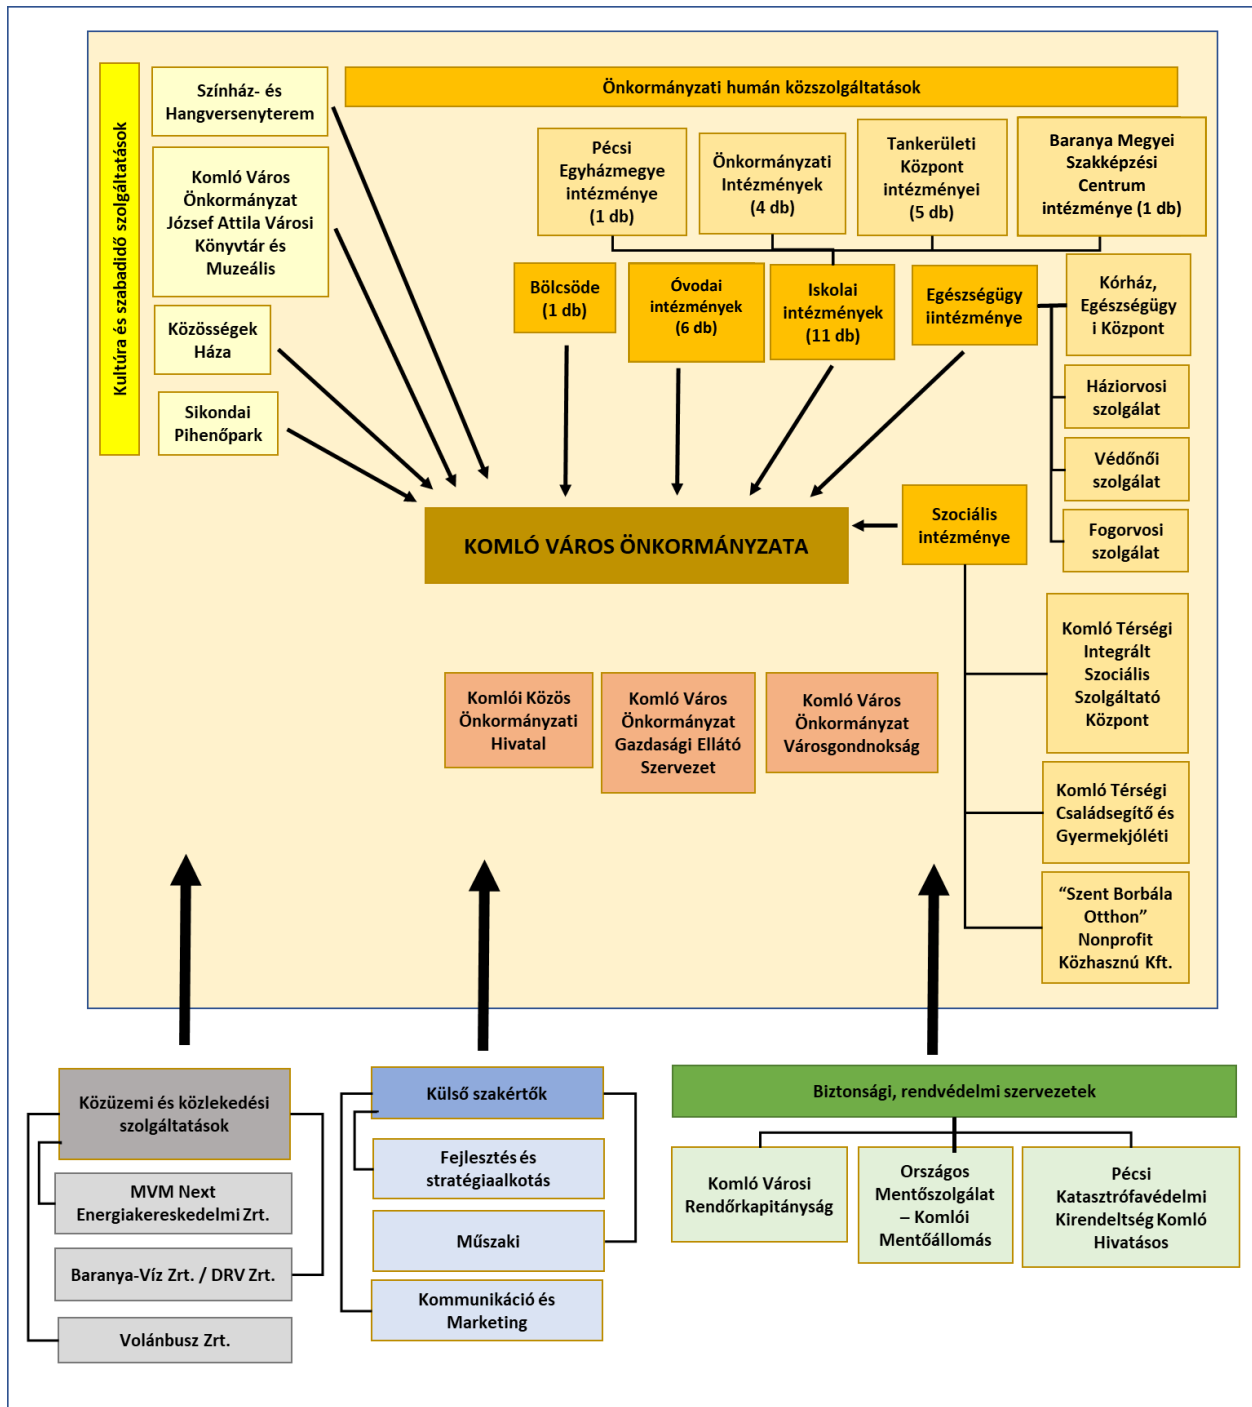 Kultúra és szabadidő szolgáltatások
Színház- és
Hangversenyterem
Komló Város
Önkormányzat
József Attila Városi
Könyvtár és
Muzeális
Közösségek
Háza
Sikondai
Pihenőpark
Önkormányzati humán közszolgáltatások
Pécsi
Egyházmegye
intézménye
(1 db)
Önkormányzati
Intézmények
(4 db)
Tankerületi
Központ
intézményei
(5 db)
Baranya Megyei
Szakképzési
Centrum
intézménye (1 db)
Bölcsöde
(1 db)
Óvodai
intézmények
(6 db)
Iskolai
intézmények
(11 db)
Egészségügy
iintézménye
Kórház,
Egészségügy
i Központ
Háziorvosi
szolgálat
Védőnői
szolgálat
Fogorvosi
szolgálat
KOMLÓ VÁROS ÖNKORMÁNYZATA
Szociális
intézménye
Komló Térségi
Integrált
Szociális
Szolgáltató
Központ
Komló Térségi
Családsegítő és
Gyermekjóléti
“Szent Borbála
Otthon”
Nonprofit
Közhasznú Kft.
Komlói Közös
Önkormányzati
Hivatal
Komló Város
Önkormányzat
Gazdasági Ellátó
Szervezet
Komló Város
Önkormányzat
Városgondnokság
Közüzemi és közlekedési
szolgáltatások
MVM Next
Energiakereskedelmi Zrt.
Baranya-Víz Zrt. / DRV Zrt.
Volánbusz Zrt.
Külső szakértők
Fejlesztés és
stratégiaalkotás
Műszaki
Kommunikáció és
Marketing
Biztonsági, rendvédelmi szervezetek
Komló Városi
Rendőrkapitányság
Országos
Mentőszolgálat
– Komlói
Mentőállomás
Pécsi
Katasztrófavédelmi
Kirendeltség Komló
Hivatásos